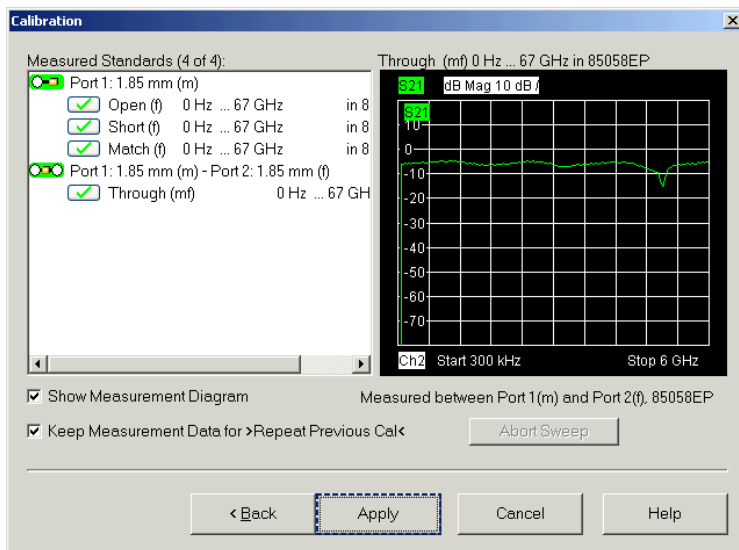 Calibration
Measured Standards (4 of 4):
Port 1: 1.85 mm (m)
Open (f) 0 Hz ... 67 GHz in 8
Short (f) 0 Hz ... 67 GHz in 8
Match (f) 0 Hz ... 67 GHz in 8
Port 1: 1.85 mm (m) - Port 2: 1.85 mm (f)
Through (mf) 0 Hz ... 67 GH
Through (mf) 0 Hz ... 67 GHz in 85058EP
S21 dB Mag 10 dB /
S21
10
0
-10
-20
-30
-40
-50
-60
-70
Ch2 Start 300 kHz Stop 6 GHz
Show Measurement Diagram
Measured between Port 1(m) and Port 2(f), 85058EP
Keep Measurement Data for >Repeat Previous Cal<
Abort Sweep
< Back
Apply
Cancel
Help